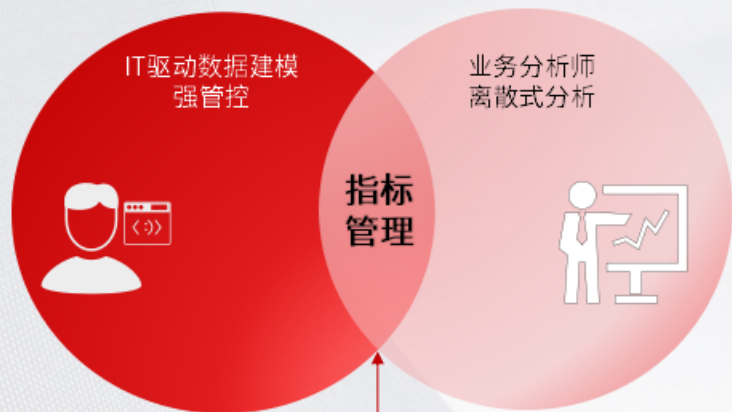 IT驱动数据建模
强管控
业务分析师
离散式分析
指标
管理